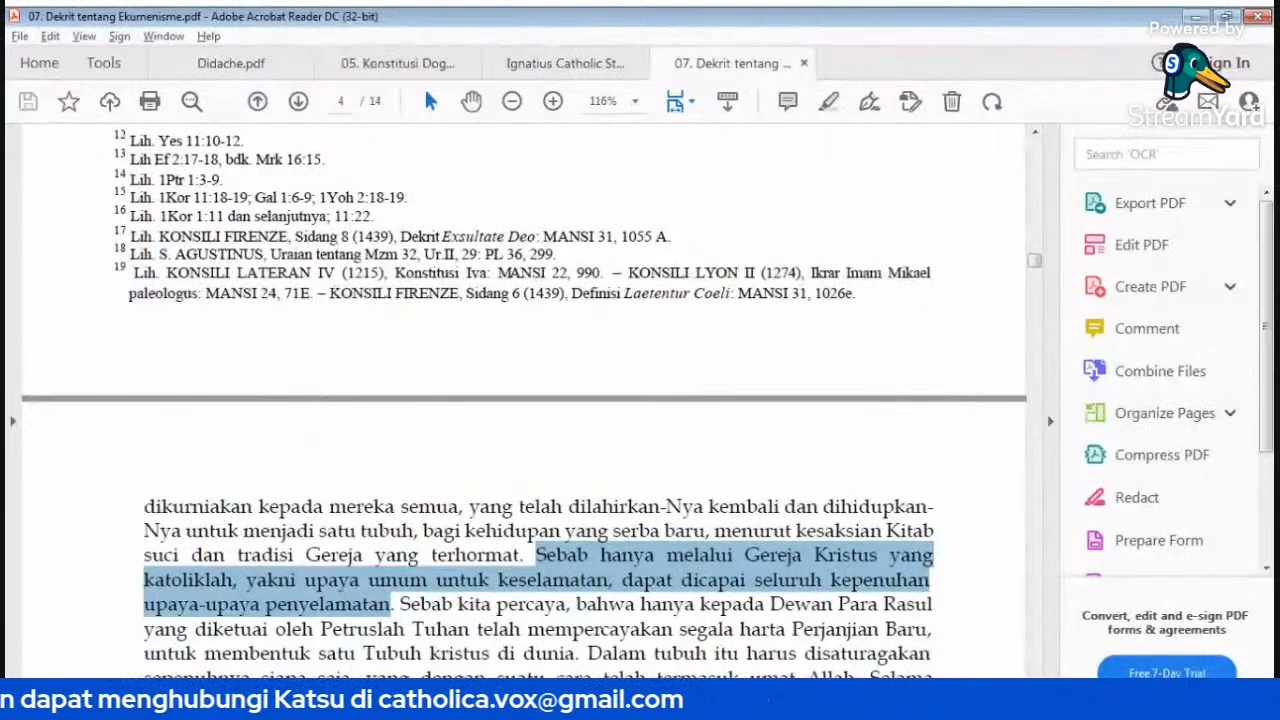 07. Dekrit tentang Ekumenisme.pdf - Adobe Acrobat Reader DC (32-bit)
File Edit View Sign Window Help
Powered by
StreamYard
Home Tools Didache.pdf 05. Konstitusi Dog... Ignatius Catholic St... 07. Dekrit tentang ... × Sign In
4 / 14 116%
12 Lih. Yes 11:10-12.
13 Lih Ef 2:17-18, bdk. Mrk 16:15.
14 Lih. 1Ptr 1:3-9.
15 Lih. 1Kor 11:18-19; Gal 1:6-9; 1Yoh 2:18-19.
16 Lih. 1Kor 1:11 dan selanjutnya; 11:22.
17 Lih. KONSILI FIRENZE, Sidang 8 (1439), Dekrit Exsultate Deo: MANSI 31, 1055 A.
18 Lih. S. AGUSTINUS, Uraian tentang Mzm 32, Ur.II, 29: PL 36, 299.
19 Lih. KONSILI LATERAN IV (1215), Konstitusi Iva: MANSI 22, 990. – KONSILI LYON II (1274), Ikrar Imam Mikael
paleologus: MANSI 24, 71E. – KONSILI FIRENZE, Sidang 6 (1439), Definisi Laetentur Coeli: MANSI 31, 1026e.
dikurniakan kepada mereka semua, yang telah dilahirkan-Nya kembali dan dihidupkan-
Nya untuk menjadi satu tubuh, bagi kehidupan yang serba baru, menurut kesaksian Kitab
suci dan tradisi Gereja yang terhormat. Sebab hanya melalui Gereja Kristus yang
katoliklah, yakni upaya umum untuk keselamatan, dapat dicapai seluruh kepenuhan
upaya-upaya penyelamatan. Sebab kita percaya, bahwa hanya kepada Dewan Para Rasul
yang diketuai oleh Petruslah Tuhan telah mempercayakan segala harta Perjanjian Baru,
untuk membentuk satu Tubuh kristus di dunia. Dalam tubuh itu harus disaturagakan
sepenuhnya siapa saja, yang dengan suatu cara telah termasuk umat Allah. Selama
Search 'OCR'
Export PDF
Edit PDF
Create PDF
Comment
Combine Files
Organize Pages
Compress PDF
Redact
Prepare Form
Convert, edit and e-sign PDF
forms & agreements
Free 7-Day Trial
n dapat menghubungi Katsu di catholica.vox@gmail.com